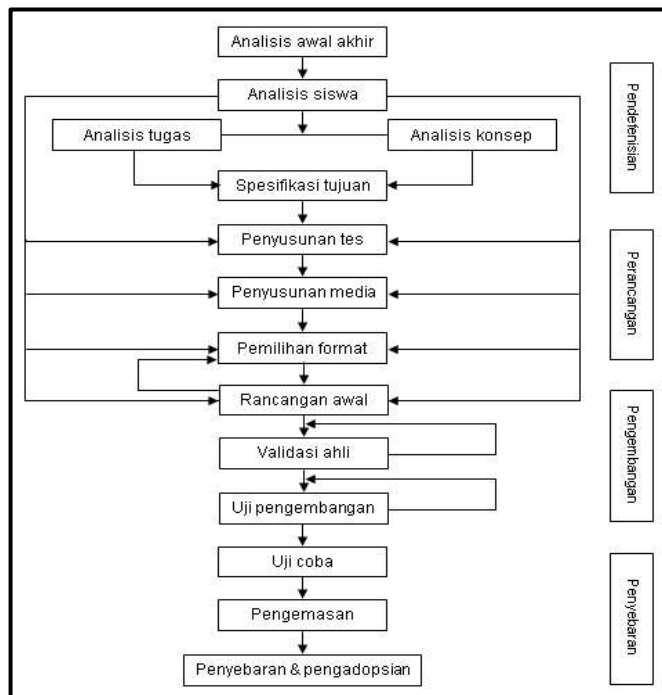 Analisis awal akhir
Analisis siswa
Analisis tugas
Analisis konsep
Spesifikasi tujuan
Penyusunan tes
Penyusunan media
Pemilihan format
Rancangan awal
Validasi ahli
Uji pengembangan
Uji coba
Pengemasan
Penyebaran & pengadopsian
Pendefenisian
Perancangan
Pengembangan
Penyebaran